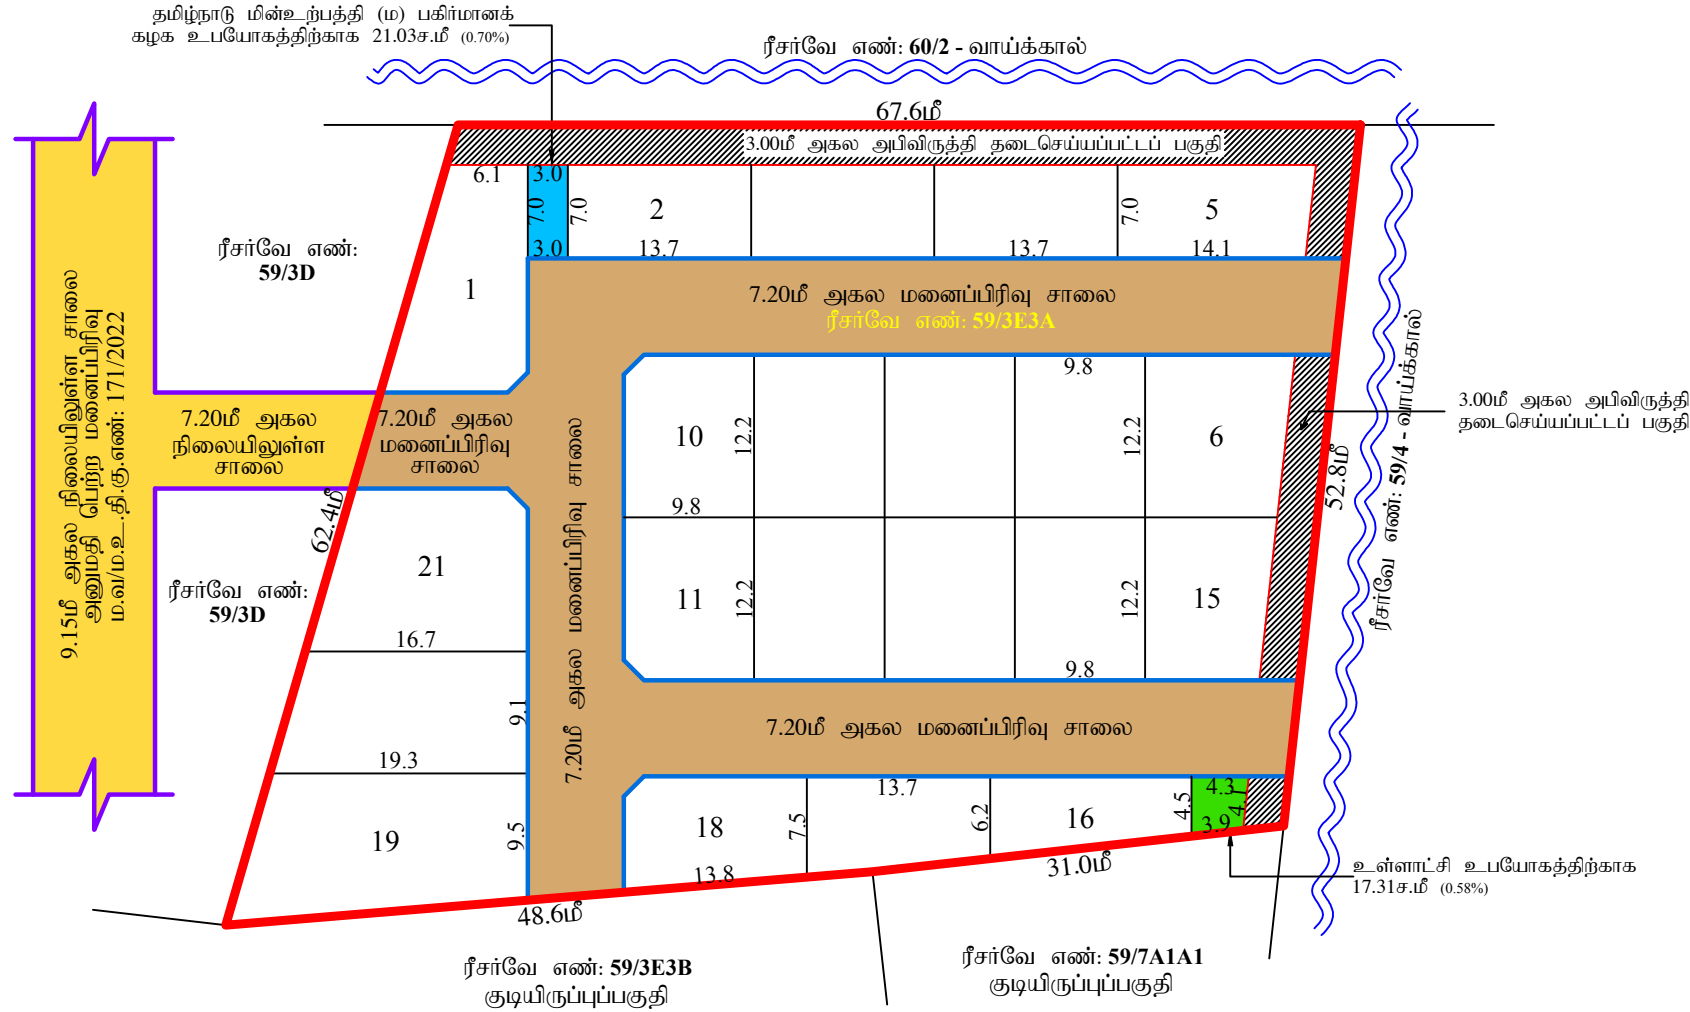 தமிழ்நாடு மின்உற்பத்தி (ம) பகிர்மானக்
கழக உபயோகத்திற்காக 21.03ச.மீ (0.70%)
ரீசர்வே எண்: 60/2 - வாய்க்கால்
67.6மீ
3.00மீ அகல அபிவிருத்தி தடைசெய்யப்பட்டப் பகுதி
6.1
3.0
7.0
7.0
3.0
2
13.7
13.7
7.0
5
14.1
ரீசர்வே எண்:
59/3D
1
7.20மீ அகல மனைப்பிரிவு சாலை
ரீசர்வே எண்: 59/3E3A
9.15மீ அகல நிலையிலுள்ள சாலை
அனுமதி பெற்ற மனைப்பிரிவு
ம.வ/ம.உ.தி.கு.எண்: 171/2022
7.20மீ அகல
நிலையிலுள்ள
சாலை
7.20மீ அகல
மனைப்பிரிவு
சாலை
7.20மீ அகல மனைப்பிரிவு சாலை
10
12.2
9.8
9.8
12.2
6
3.00மீ அகல அபிவிருத்தி
தடைசெய்யப்பட்டப் பகுதி
52.8மீ
ரீசர்வே எண்: 59/4 - வாய்க்கால்
62.4மீ
21
ரீசர்வே எண்:
59/3D
16.7
11
12.2
12.2
15
9.8
9.1
19.3
7.20மீ அகல மனைப்பிரிவு சாலை
19
9.5
18
13.8
7.5
13.7
6.2
16
4.5
4.3
4.1
3.9
31.0மீ
48.6மீ
உள்ளாட்சி உபயோகத்திற்காக
17.31ச.மீ (0.58%)
ரீசர்வே எண்: 59/3E3B
குடியிருப்புப்பகுதி
ரீசர்வே எண்: 59/7A1A1
குடியிருப்புப்பகுதி